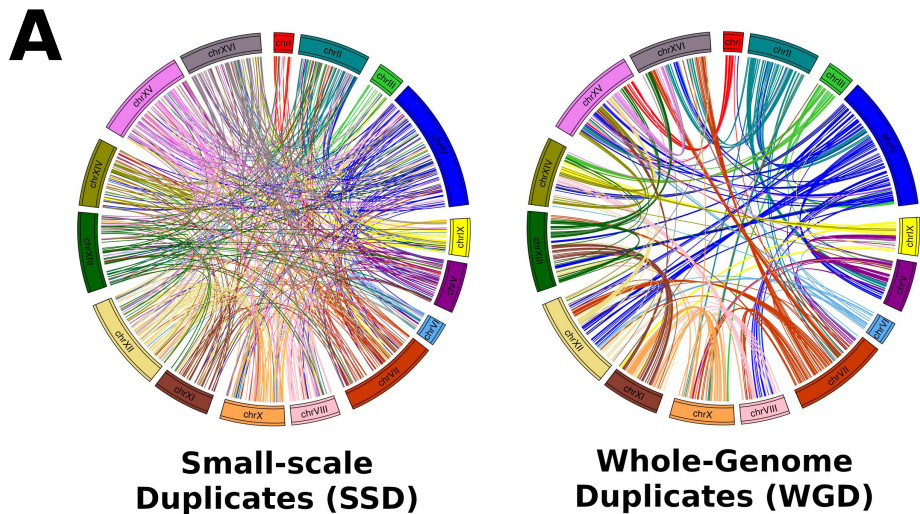 A
chrI
chrII
chrIII
chrIV
chrIX
chrV
chrVI
chrVII
chrVIII
chrX
chrXI
chrXII
chrXIII
chrXIV
chrXV
chrXVI
Small-scale
Duplicates (SSD)
chrI
chrII
chrIII
chrIV
chrIX
chrV
chrVI
chrVII
chrVIII
chrX
chrXI
chrXII
chrXIII
chrXIV
chrXV
chrXVI
Whole-Genome
Duplicates (WGD)